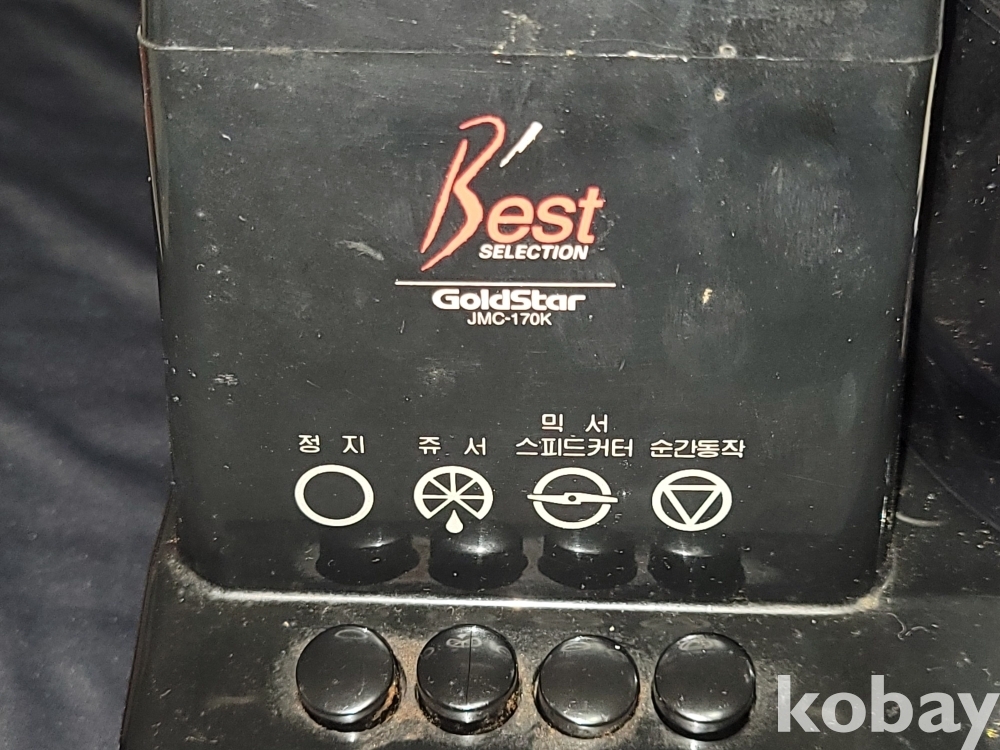 B'est
SELECTION
GoldStar
JMC-170K
정지 쥬서 믹서 스피드커터 순간동작
kobay